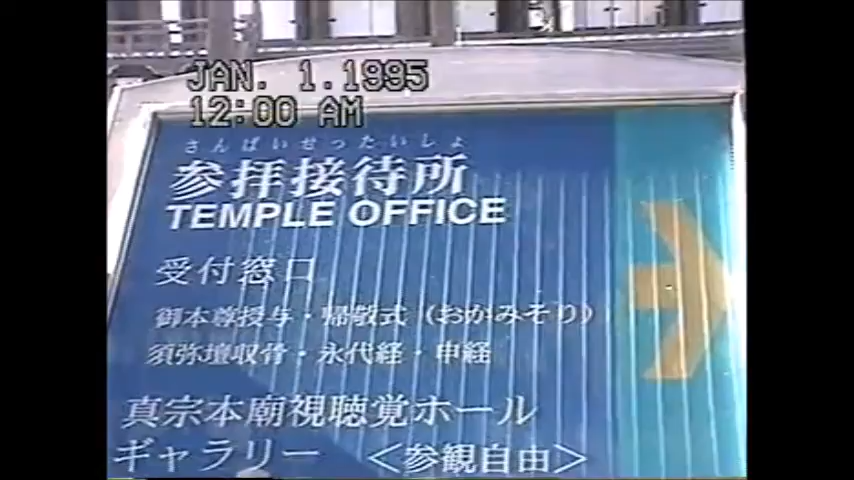 JAN. 1.1995
12:00 AM
さんぱいせったいしょ
参拝接待所
TEMPLE OFFICE
受付窓口
御本尊授与・帰敬式（おかみそり）
須弥壇収骨・永代経・申経
真宗本廟視聴覚ホール
ギャラリー ＜参観自由＞